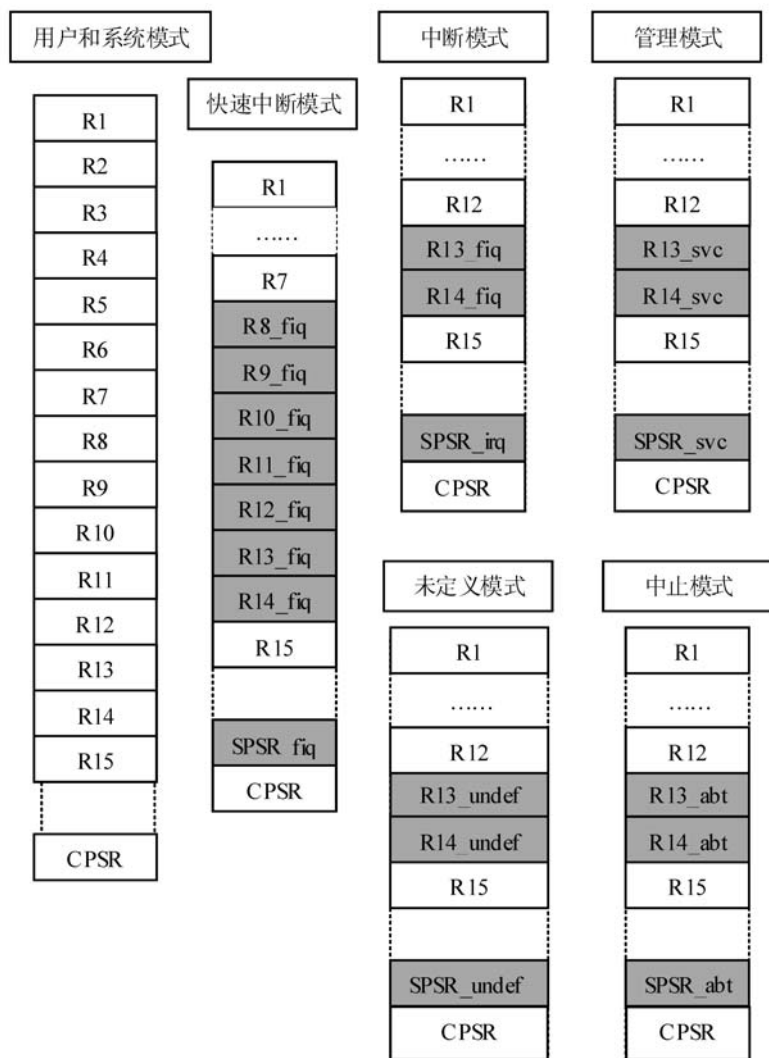 用户和系统模式
R1
R2
R3
R4
R5
R6
R7
R8
R9
R10
R11
R12
R13
R14
R15
CPSR
快速中断模式
R1
……
R7
R8_fiq
R9_fiq
R10_fiq
R11_fiq
R12_fiq
R13_fiq
R14_fiq
R15
SPSR_fiq
CPSR
中断模式
R1
……
R12
R13_fiq
R14_fiq
R15
SPSR_irq
CPSR
管理模式
R1
……
R12
R13_svc
R14_svc
R15
SPSR_svc
CPSR
未定义模式
R1
……
R12
R13_undef
R14_undef
R15
SPSR_undef
CPSR
中止模式
R1
……
R12
R13_abt
R14_abt
R15
SPSR_abt
CPSR